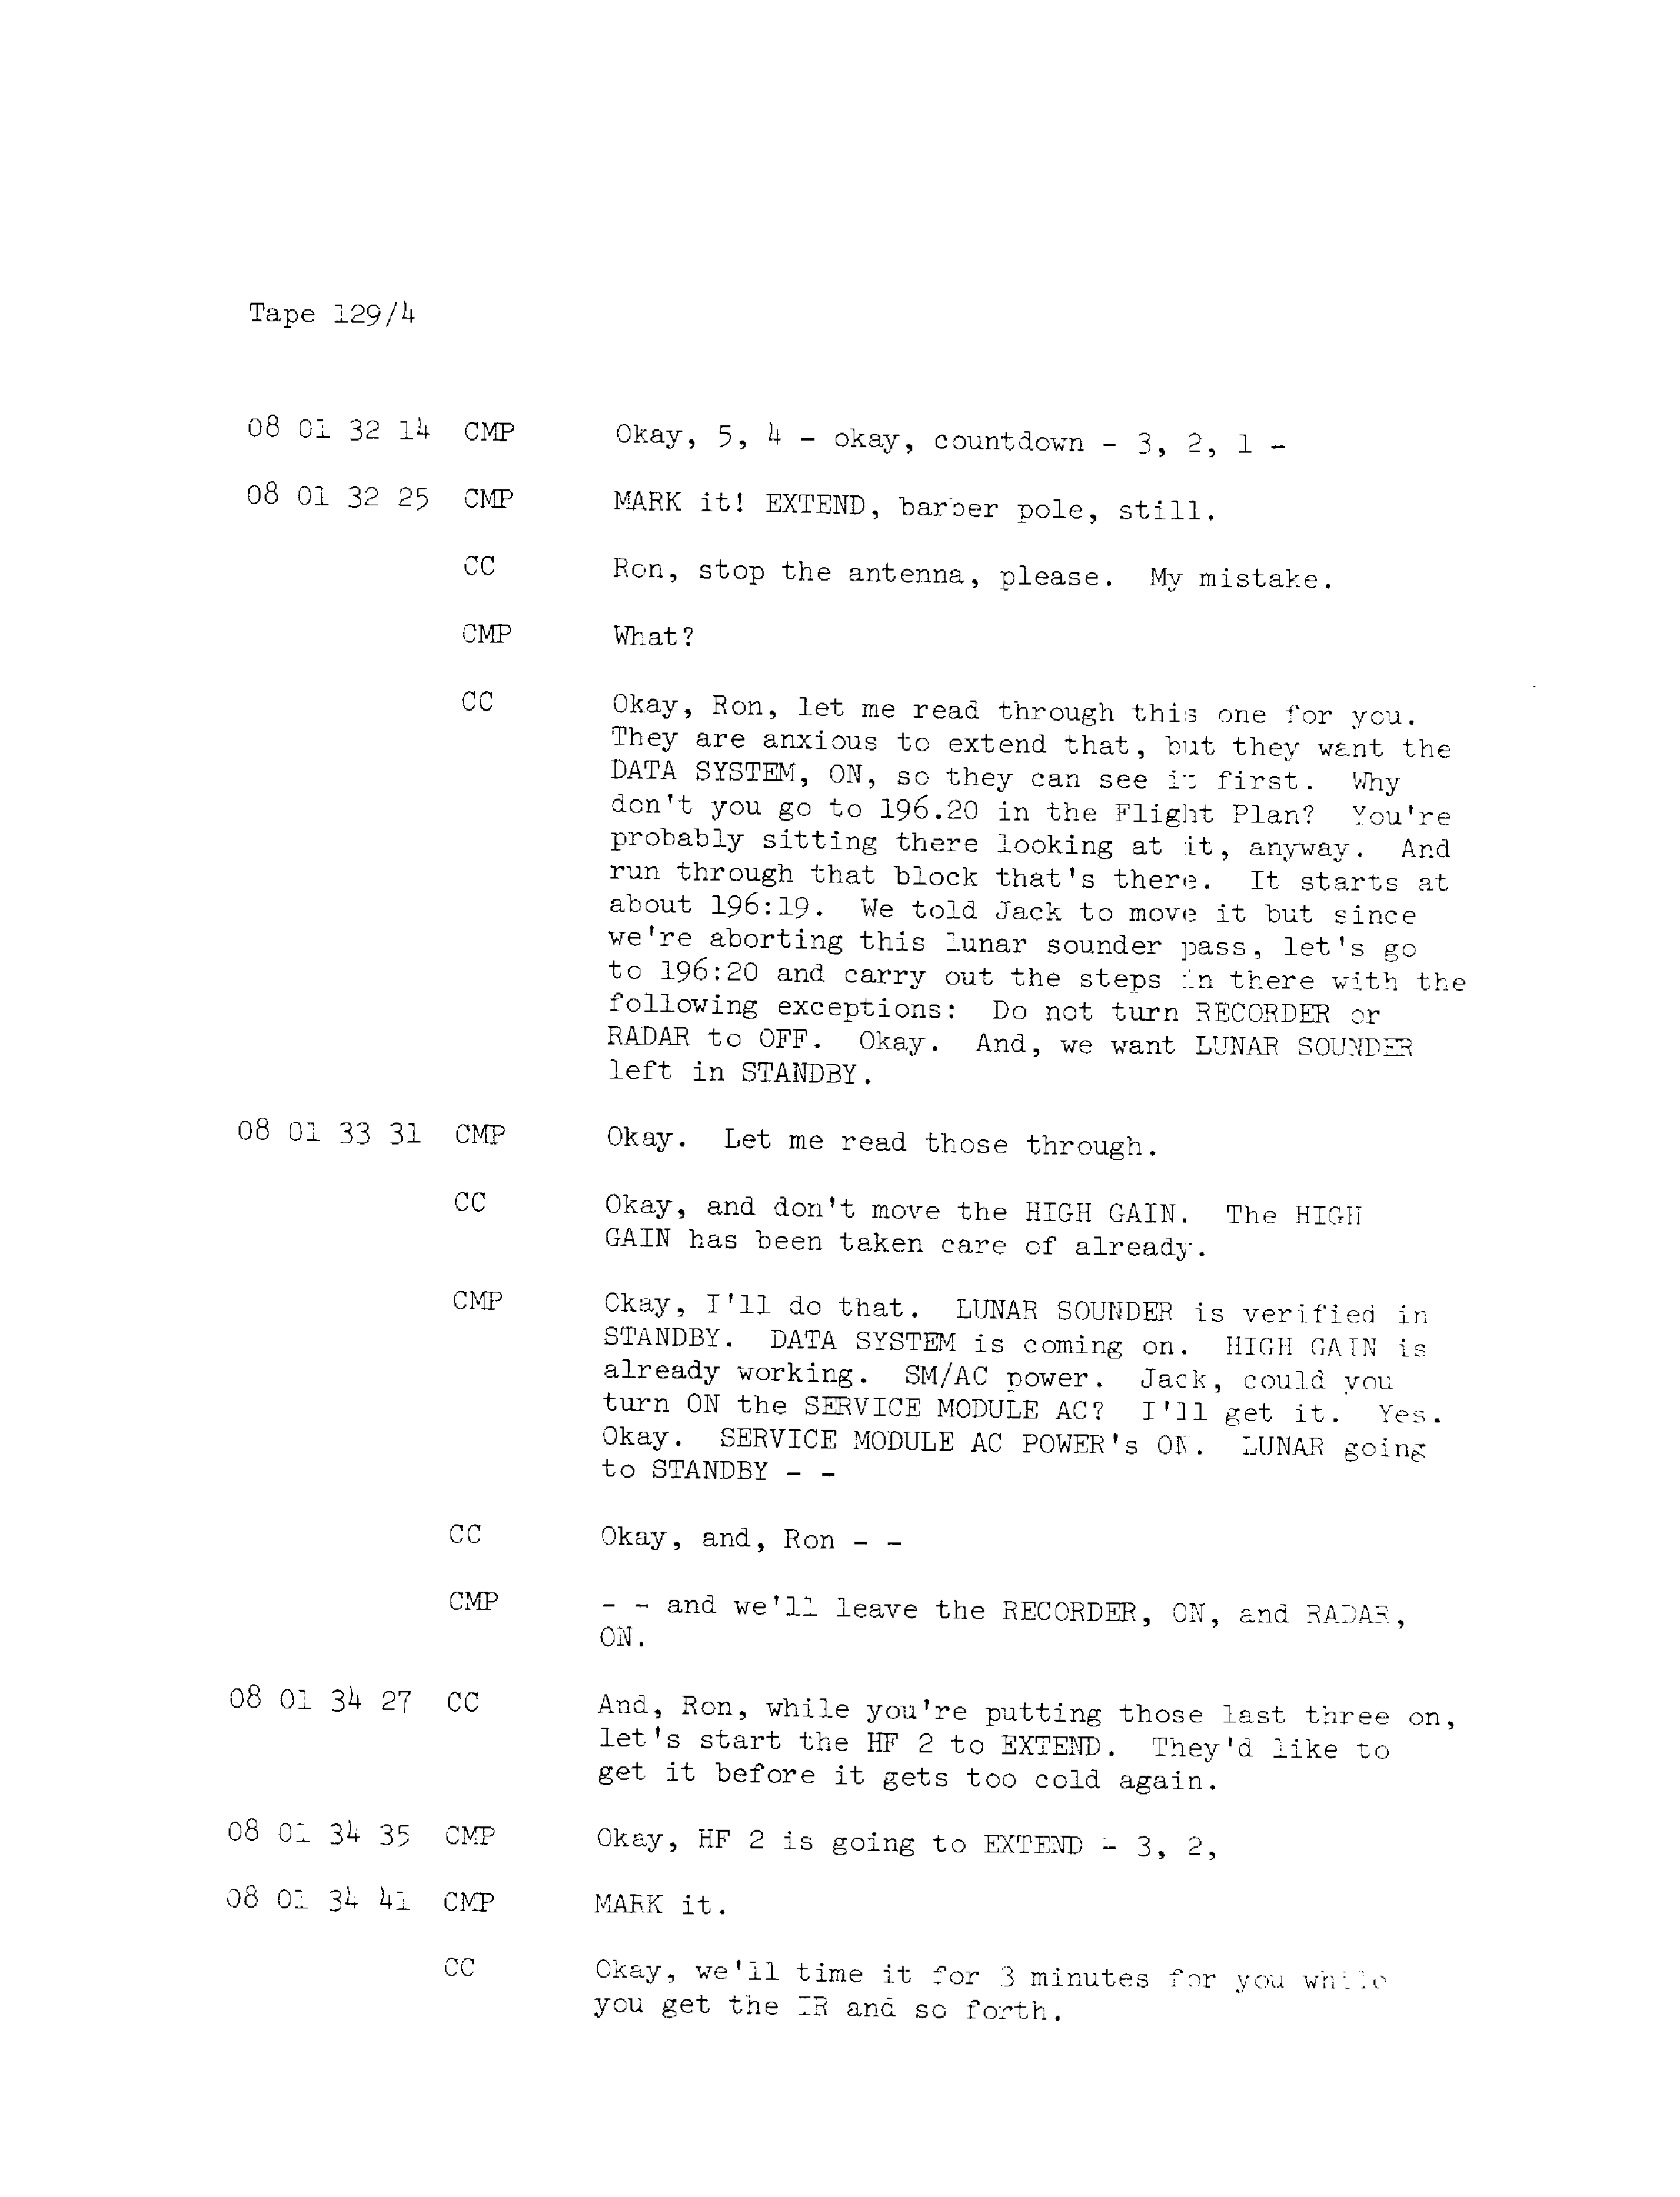 Tape 129/4
08 01 32 14 CMP Okay, 5, 4 - okay, countdown - 3, 2, 1 -
08 01 32 25 CMP MARK it! EXTEND, barber pole, still.
CC Ron, stop the antenna, please. My mistake.
CMP What?
CC Okay, Ron, let me read through this one for you.
They are anxious to extend that, but they want the
DATA SYSTEM, ON, so they can see it first. Why
don't you go to 196.20 in the Flight Plan? You're
probably sitting there looking at it, anyway. And
run through that block that's there. It starts at
about 196:19. We told Jack to move it but since
we're aborting this lunar sounder pass, let's go
to 196:20 and carry out the steps in there with the
following exceptions: Do not turn RECORDER or
RADAR to OFF. Okay. And, we want LUNAR SOUNDER
left in STANDBY.
08 01 33 31 CMP Okay. Let me read those through.
CC Okay, and don't move the HIGH GAIN. The HIGH
GAIN has been taken care of already.
CMP Okay, I'll do that. LUNAR SOUNDER is verified in
STANDBY. DATA SYSTEM is coming on. HIGH GAIN is
already working. SM/AC power. Jack, could you
turn ON the SERVICE MODULE AC? I'll get it. Yes.
Okay. SERVICE MODULE AC POWER's ON. LUNAR going
to STANDBY - -
CC Okay, and, Ron - -
CMP - - and we'll leave the RECORDER, ON, and RADAR,
ON.
08 01 34 27 CC And, Ron, while you're putting those last three on,
let's start the HF 2 to EXTEND. They'd like to
get it before it gets too cold again.
08 01 34 35 CMP Okay, HF 2 is going to EXTEND - 3, 2,
08 01 34 41 CMP MARK it.
CC Okay, we'll time it for 3 minutes for you while
you get the IR and so forth.